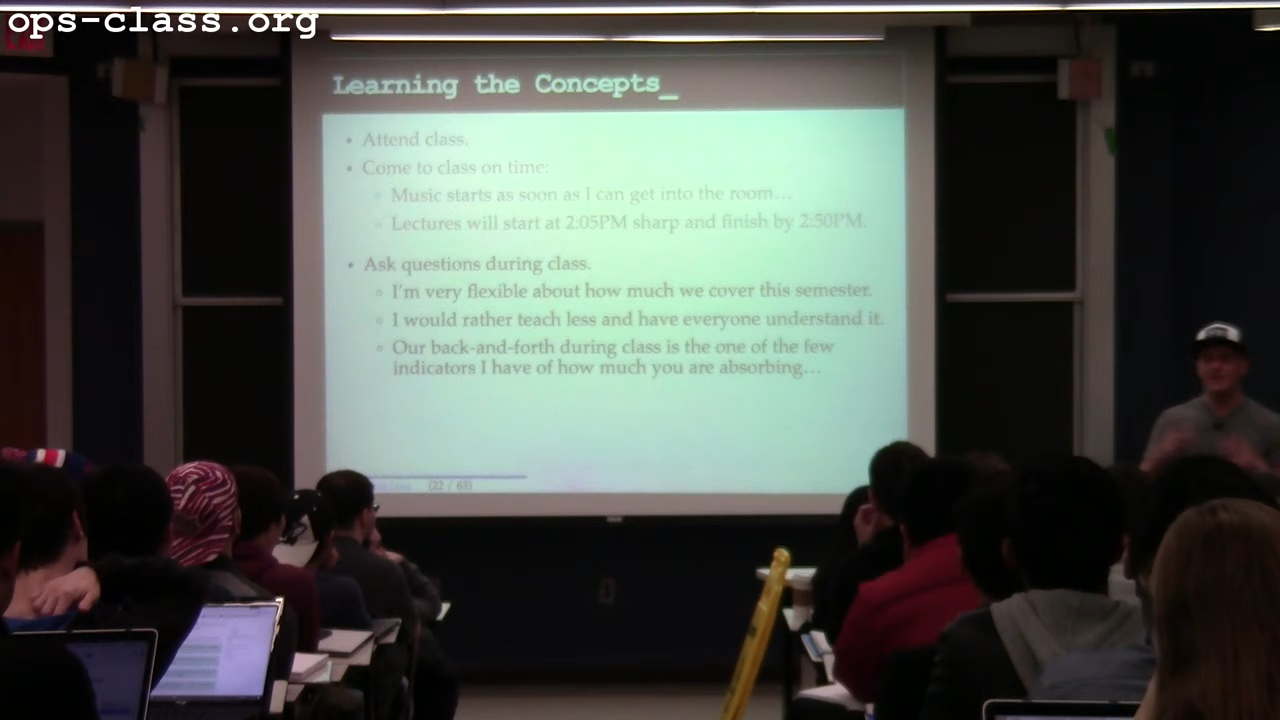 ops-class.org
Learning the Concepts_
• Attend class.
• Come to class on time:
◦ Music starts as soon as I can get into the room…
◦ Lectures will start at 2:05PM sharp and finish by 2:50PM.
• Ask questions during class.
◦ I'm very flexible about how much we cover this semester.
◦ I would rather teach less and have everyone understand it.
◦ Our back-and-forth during class is the one of the few
indicators I have of how much you are absorbing…
(22 / 63)